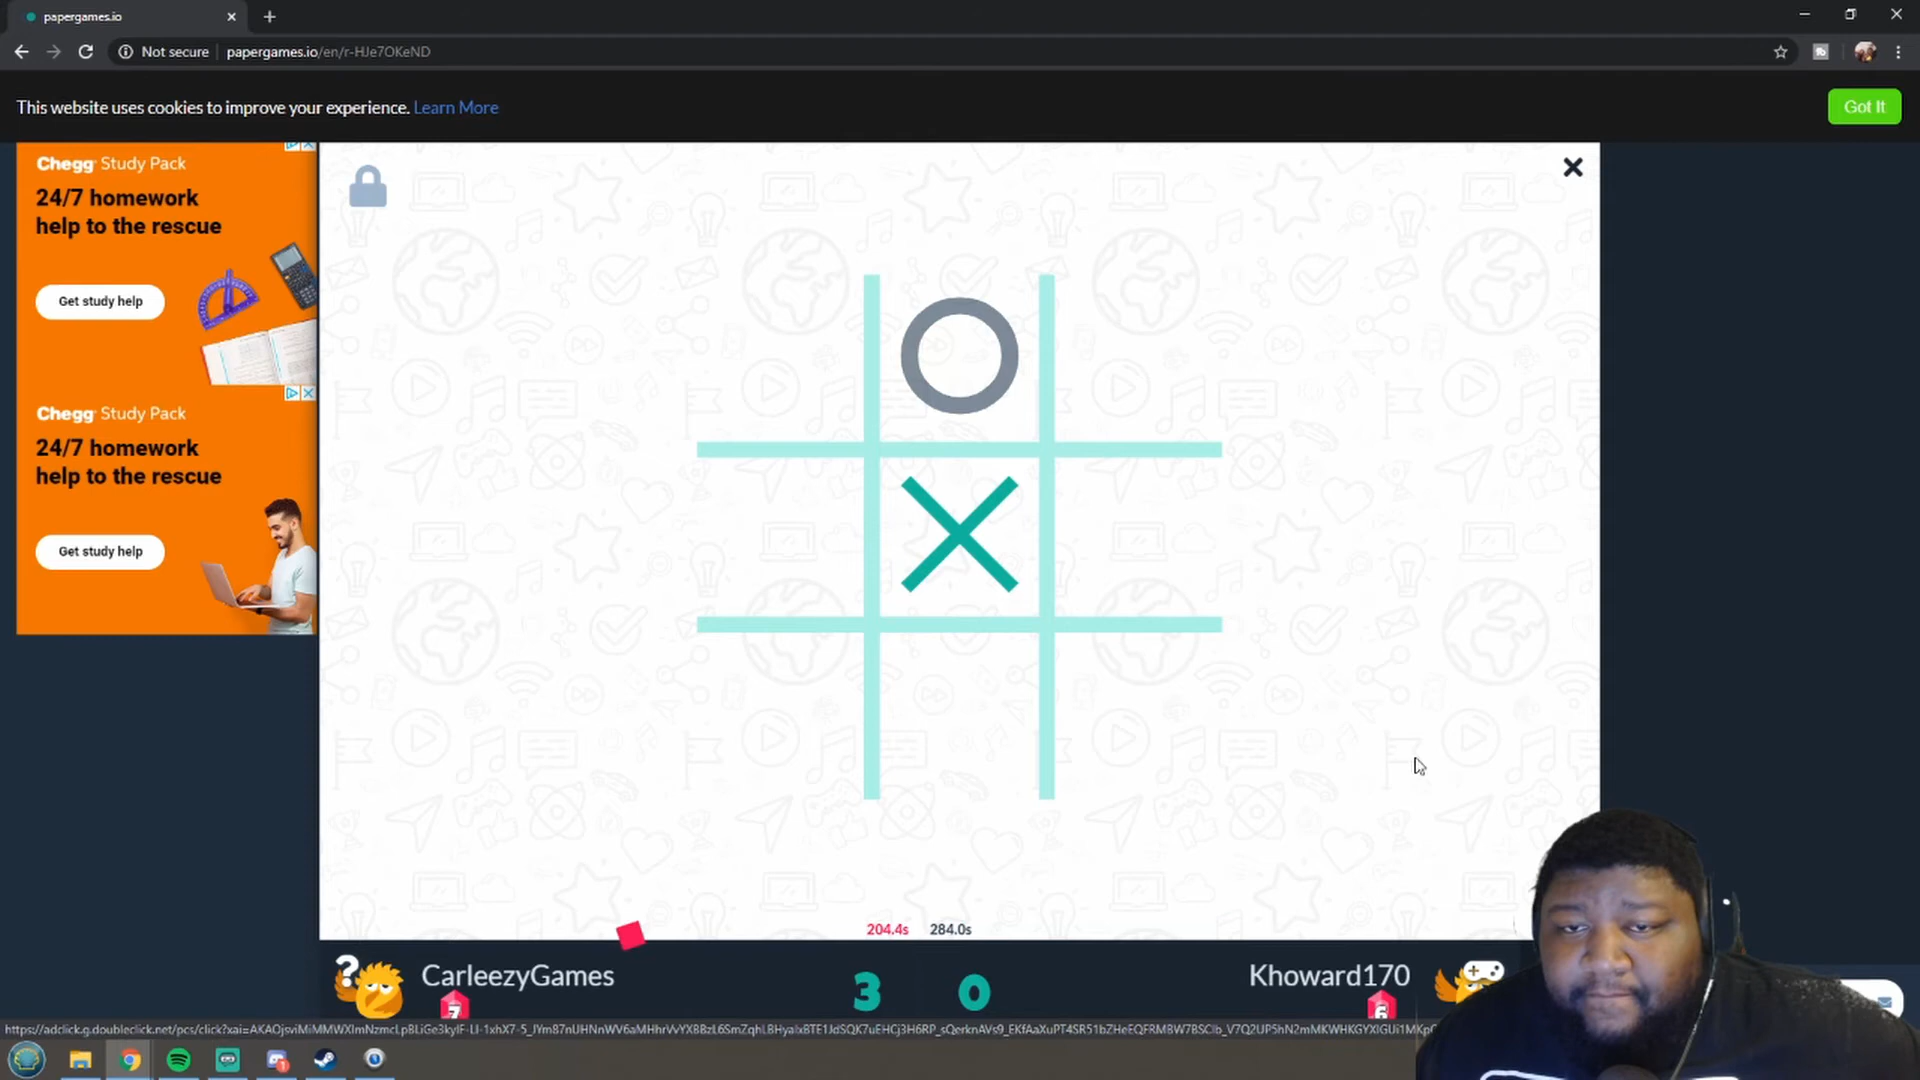 papergames.io
Not secure
papergames.io/en/r-HJe7OKeND
This website uses cookies to improve your experience. Learn More
Got It
Chegg Study Pack
24/7 homework
help to the rescue
Get study help
Chegg Study Pack
24/7 homework
help to the rescue
Get study help
204.4s 284.0s
CarleezyGames
3 0
Khoward170
7